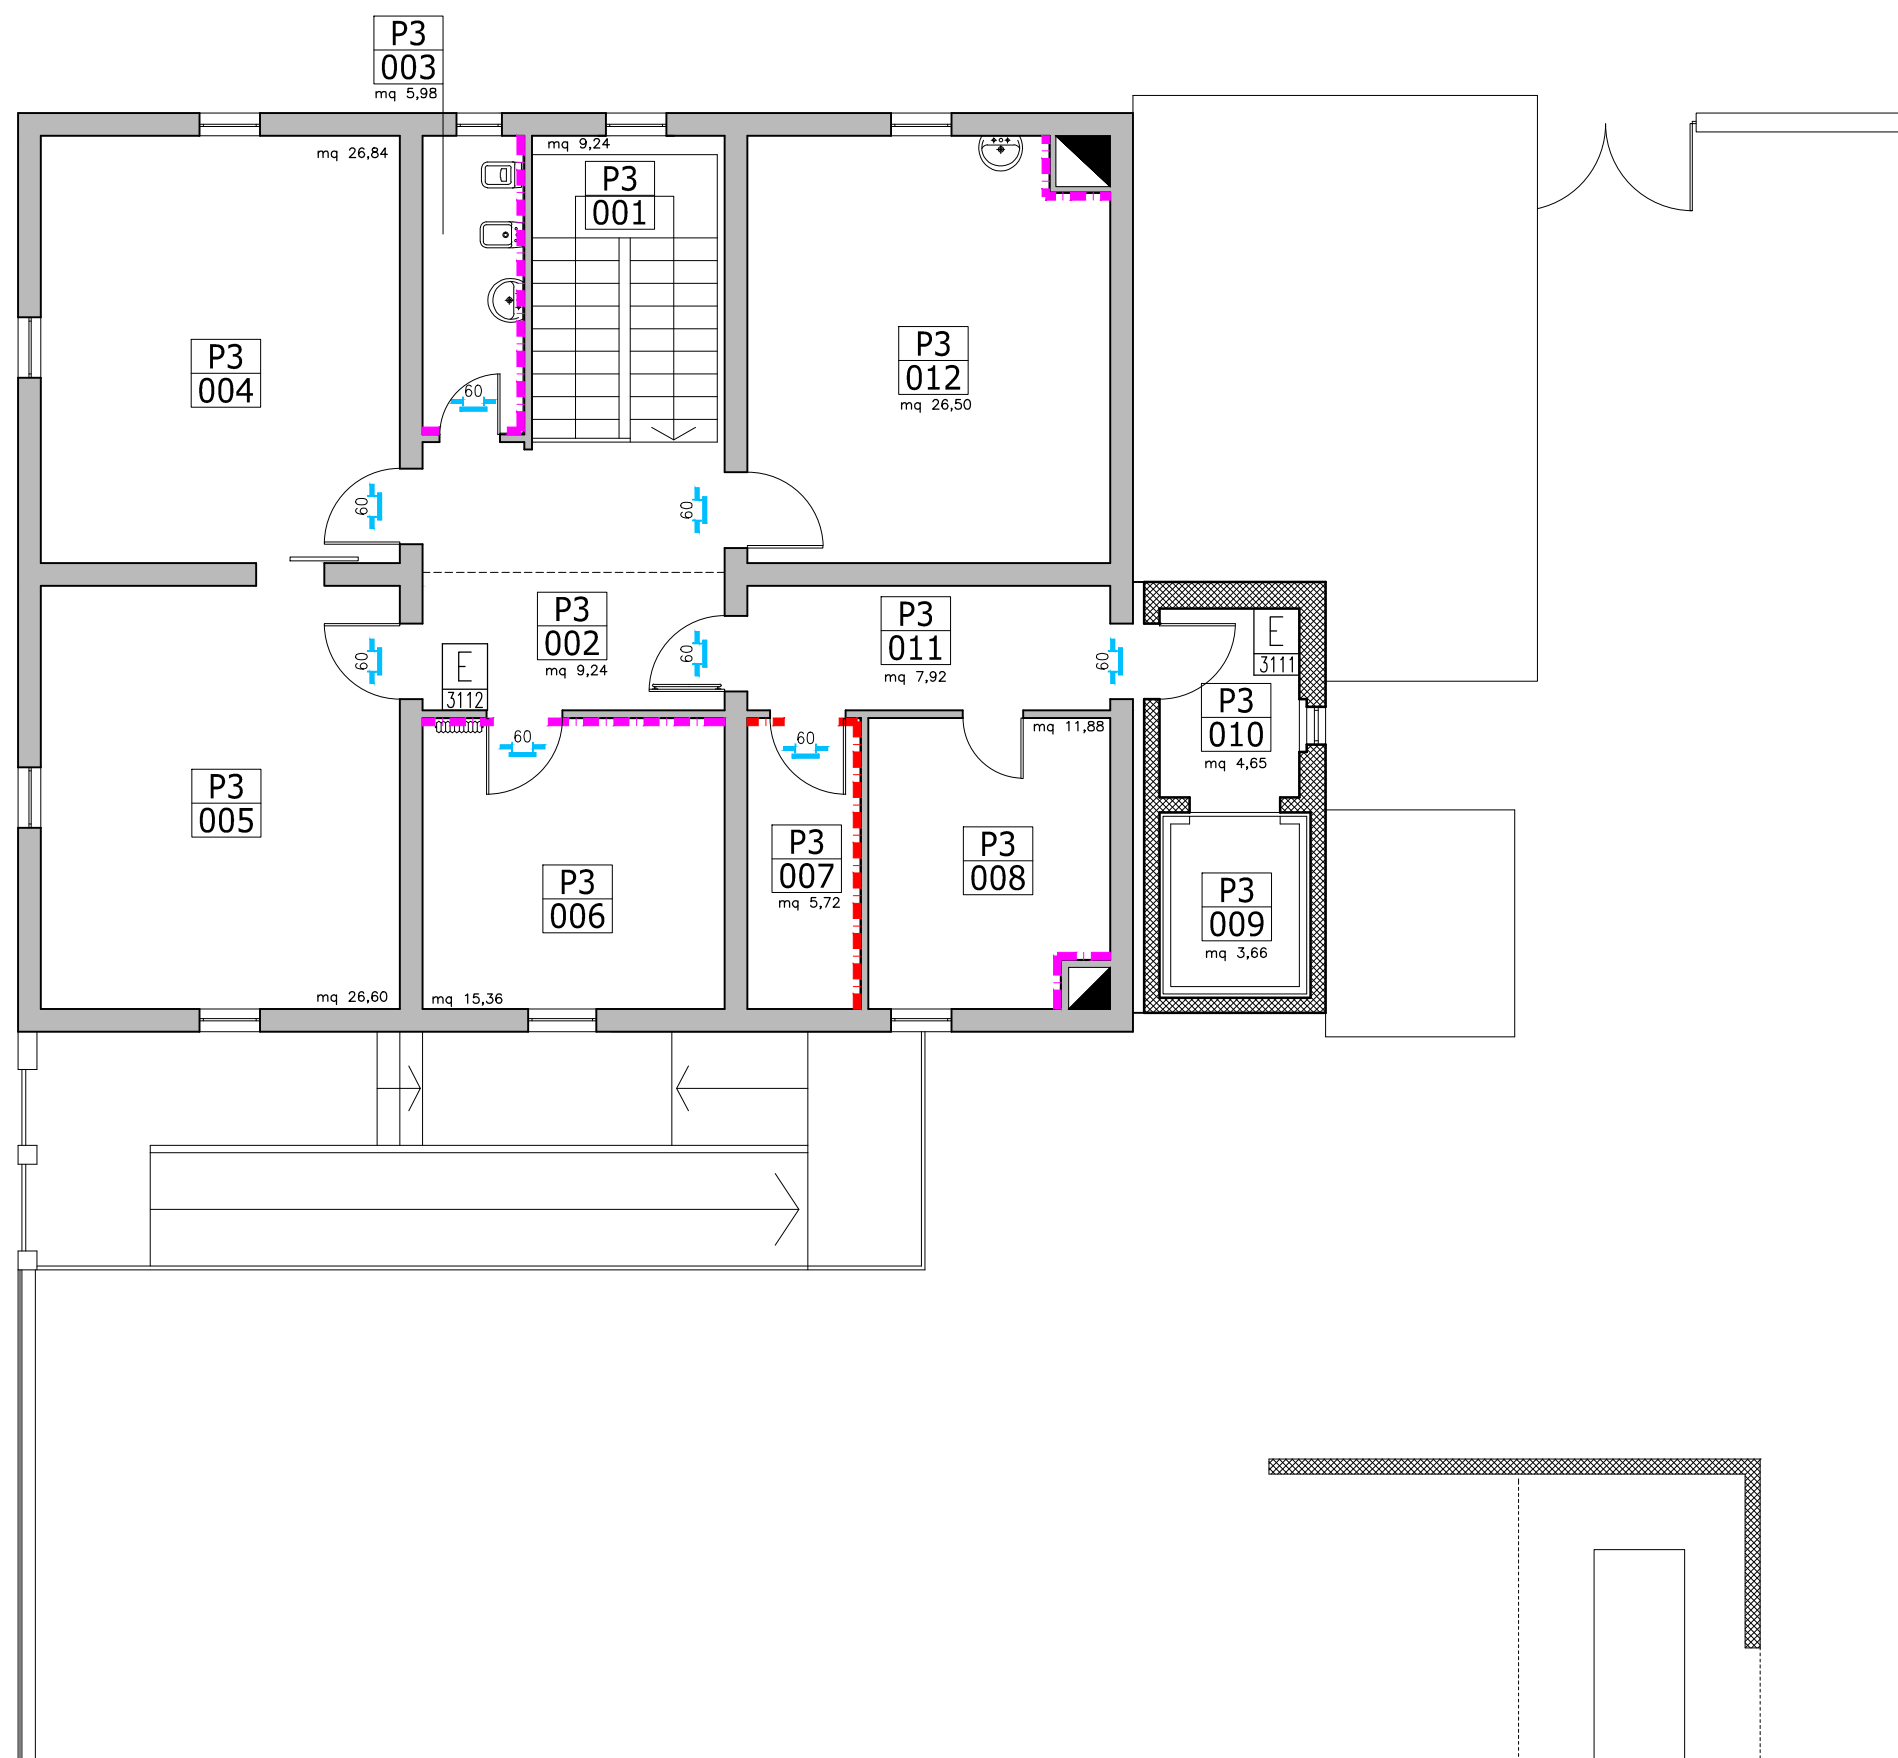 P3
003
mq 5,98
mq 26,84
mq 9,24
P3
001
P3
004
P3
012
mq 26,50
60
60
60
P3
002
mq 9,24
P3
011
mq 7,92
E
3111
60
60
60
E
3112
P3
010
mq 4,65
60
60
mq 11,88
P3
005
P3
006
P3
007
mq 5,72
P3
008
P3
009
mq 3,66
mq 26,60
mq 15,36